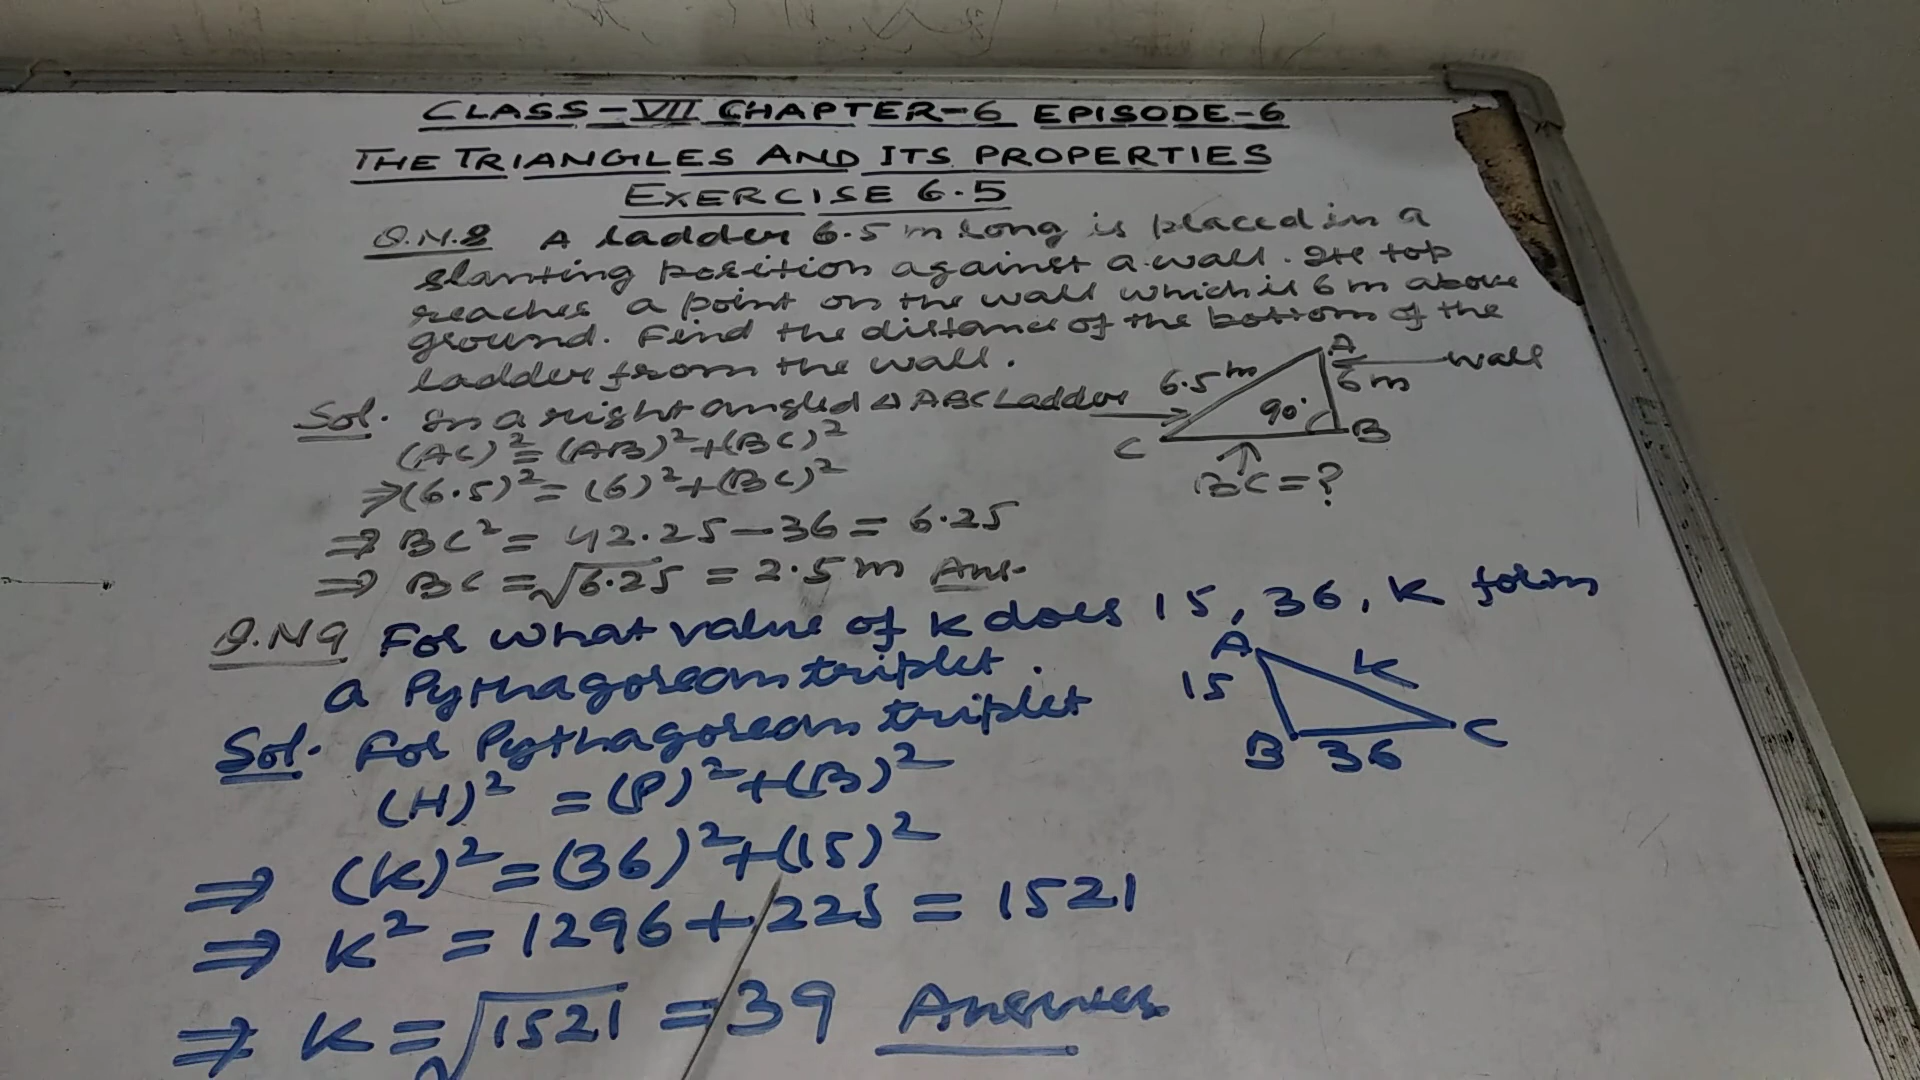 CLASS-VII CHAPTER-6 EPISODE-6
THE TRIANGLES AND ITS PROPERTIES
EXERCISE 6.5
Q.N.8 A ladder 6.5 m long is placed in a
slanting position against a wall. Its top
reaches a point on the wall which is 6 m above
ground. Find the distance of the bottom of the
ladder from the wall.
Sol. In a right angled △ ABC
(AC)²=(AB)²+(BC)²
⇒(6.5)²=(6)²+(BC)²
⇒ BC²= 42.25-36= 6.25
⇒ BC=√6.25 = 2.5 m Ans.
Ladder
6.5 m
A
6 m
wall
90°
C
B
BC=?
Q.N9 For what value of K does 15, 36, K form
a Pythagorean triplet.
Sol. For Pythagorean triplet
(H)² =(P)²+(B)²
⇒ (K)²=(36)²+(15)²
⇒ K²= 1296+225 = 1521
⇒ K=√1521 =39 Answer
A
15
K
B
36
C